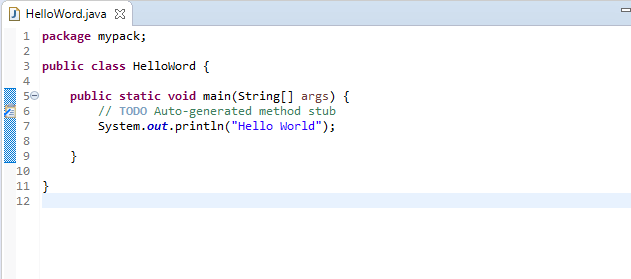 HelloWord.java
1 package mypack;
2
3 public class HelloWord {
4
5 public static void main(String[] args) {
6 // TODO Auto-generated method stub
7 System.out.println("Hello World");
8
9 }
10
11 }
12